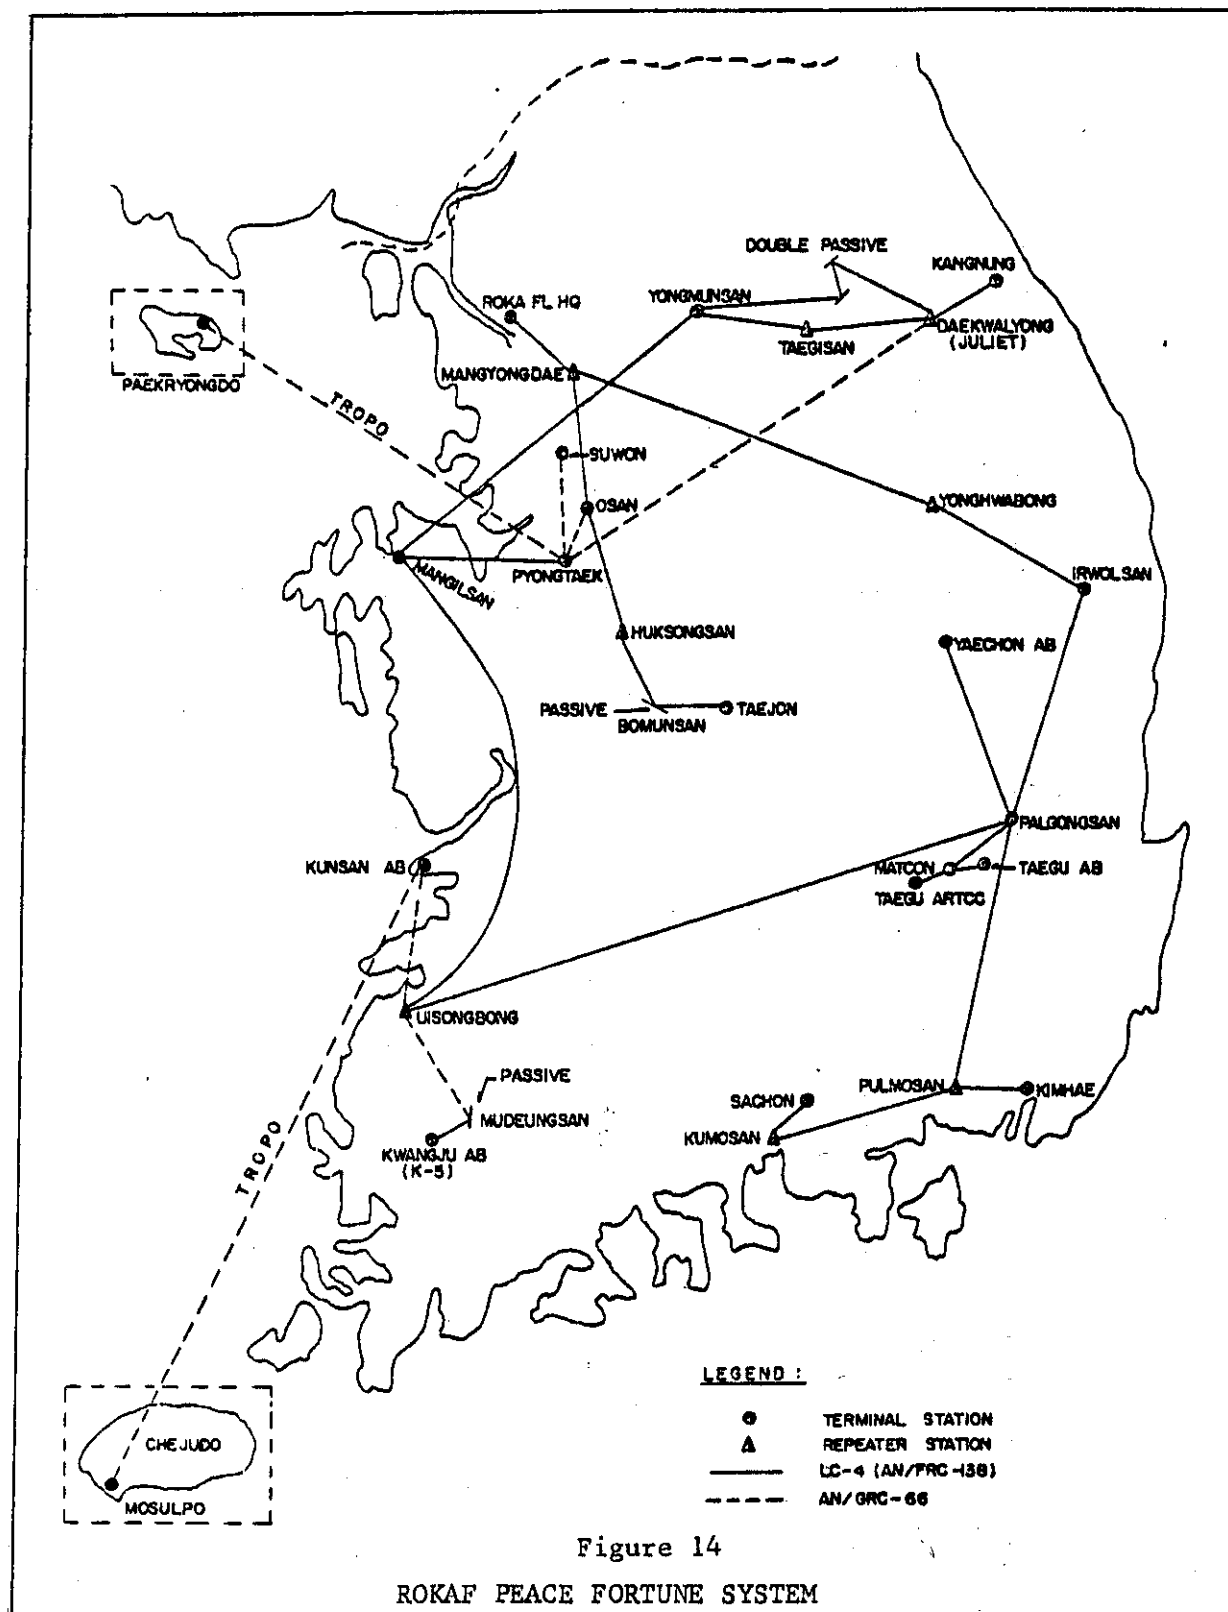 DOUBLE PASSIVE
KANGNUNG
YONGMUNSAN
ROKA FL HQ
DAEKWALYONG
(JULIET)
TAEGISAN
MANGYONGDAE
PAEKRYONGDO
TROPO
SUWON
OSAN
YONGHWABONG
PYONGTAEK
MANGILSAN
IRWOLSAN
HUKSONGSAN
YAECHON AB
PASSIVE
BOMUNSAN
TAEJON
PALGONGSAN
KUNSAN AB
MATCON
TAEGU AB
TAEGU ARTCC
UISONGBONG
PASSIVE
PULMOSAN
KIMHAE
SACHON
MUDEUNGSAN
KUMOSAN
KWANGJU AB
(K-5)
TROPO
CHEJUDO
MOSULPO
LEGEND :
TERMINAL STATION
REPEATER STATION
LC-4 (AN/FRC-138)
AN/GRC-66
Figure 14
ROKAF PEACE FORTUNE SYSTEM